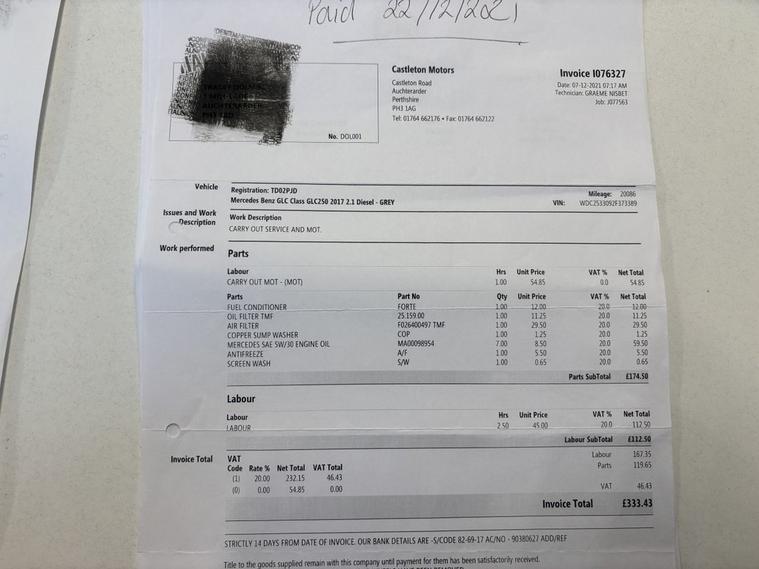 Paid 22/12/2021
Castleton Motors
Castleton Road
Auchterarder
Perthshire
PH3 1AG
Tel: 01764 662176 • Fax: 01764 662122
Invoice I076327
Date: 07-12-2021 07:17 AM
Technician: GRAEME NISBET
Job: J077563
AUCHTERARDER
No. DOL001
Vehicle
Registration: TD02PJD
Mercedes Benz GLC Class GLC250 2017 2.1 Diesel - GREY
Mileage: 20086
VIN: WDC2533092F373389
Issues and Work Description
Work Description
CARRY OUT SERVICE AND MOT.
Work performed
Parts
Labour Hrs Unit Price VAT % Net Total
CARRY OUT MOT - (MOT) 1.00 54.85 0.0 54.85
Parts Part No Qty Unit Price VAT % Net Total
FUEL CONDITIONER FORTE 1.00 12.00 20.0 12.00
OIL FILTER TMF 25.159.00 1.00 11.25 20.0 11.25
AIR FILTER F026400497 TMF 1.00 29.50 20.0 29.50
COPPER SUMP WASHER COP 1.00 1.25 20.0 1.25
MERCEDES SAE 5W/30 ENGINE OIL MA00098954 7.00 8.50 20.0 59.50
ANTIFREEZE A/F 1.00 5.50 20.0 5.50
SCREEN WASH S/W 1.00 0.65 20.0 0.65
Parts SubTotal £174.50
Labour
Labour Hrs Unit Price VAT % Net Total
LABOUR 2.50 45.00 20.0 112.50
Labour SubTotal £112.50
Invoice Total
VAT
Code Rate % Net Total VAT Total
(1) 20.00 232.15 46.43
(0) 0.00 54.85 0.00
Labour 167.35
Parts 119.65
VAT 46.43
Invoice Total £333.43
STRICTLY 14 DAYS FROM DATE OF INVOICE. OUR BANK DETAILS ARE -S/CODE 82-69-17 AC/NO - 90380627 ADD/REF
Title to the goods supplied remain with this company until payment for them has been satisfactorily received.